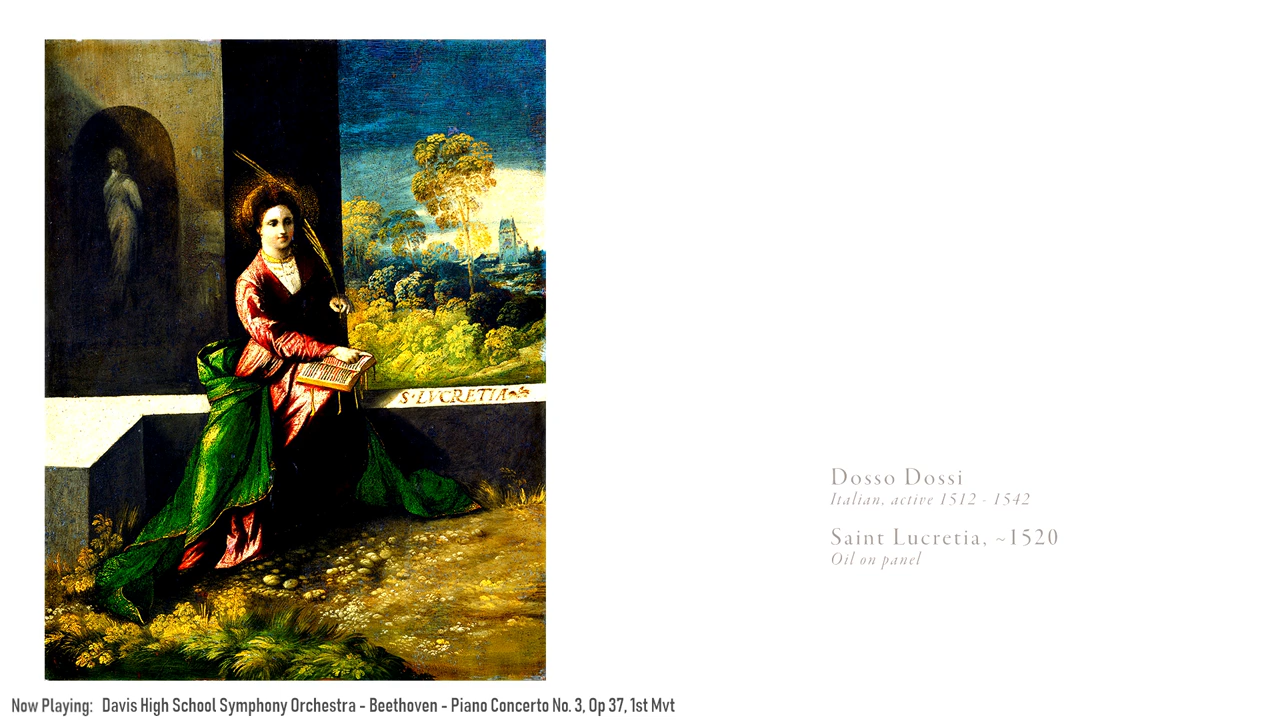 S·LVCRETIA
Dosso Dossi
Italian, active 1512 - 1542
Saint Lucretia, ~1520
Oil on panel
Now Playing: Davis High School Symphony Orchestra - Beethoven - Piano Concerto No. 3, Op 37, 1st Mvt